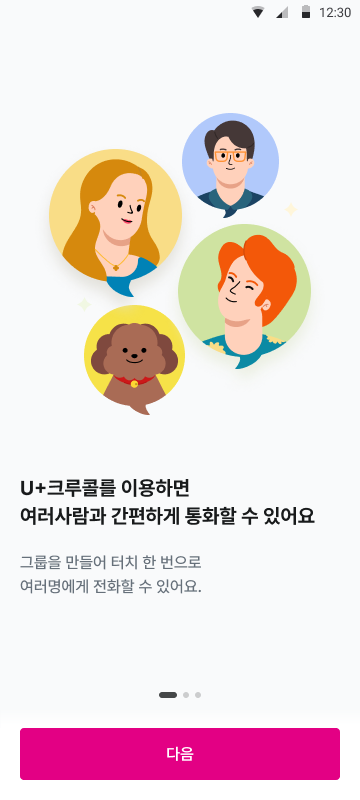 12:30
U+크루콜를 이용하면
여러사람과 간편하게 통화할 수 있어요
그룹을 만들어 터치 한 번으로
여러명에게 전화할 수 있어요.
다음